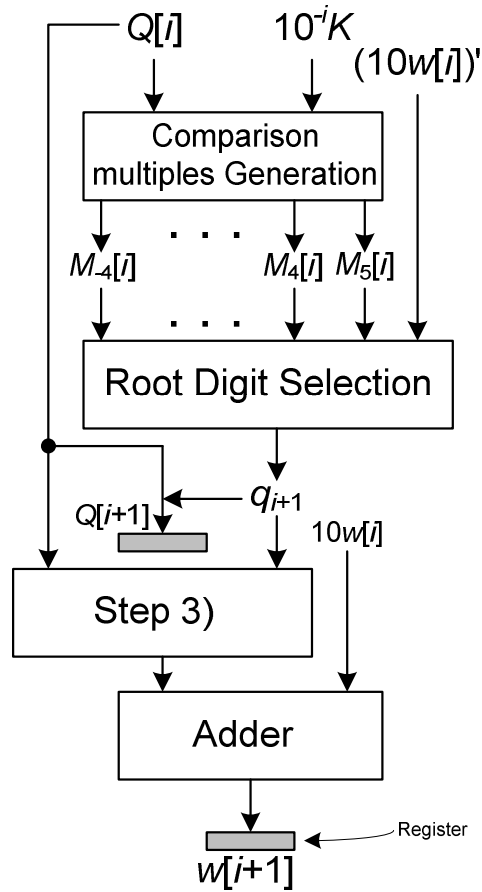 Q[i] 10⁻ⁱK (10w[i])'
Comparison
multiples Generation
. . .
M₋₄[i] M₄[i] M₅[i]
. . .
Root Digit Selection
Q[i+1] qᵢ₊₁ 10w[i]
Step 3)
Adder
Register
w[i+1]